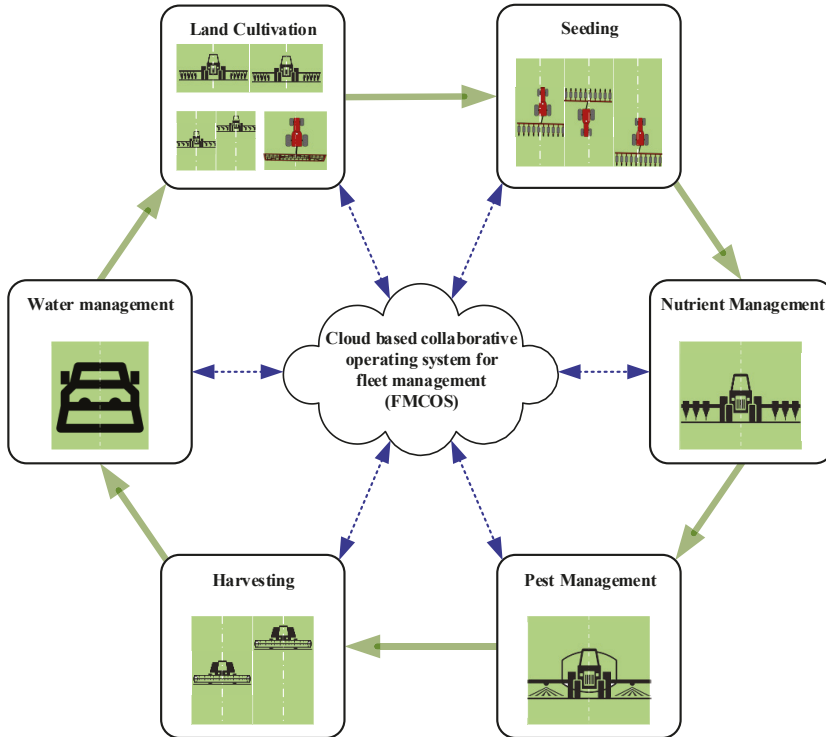 Land Cultivation
Seeding
Water management
Nutrient Management
Cloud based collaborative
operating system for
fleet management
(FMCOS)
Harvesting
Pest Management